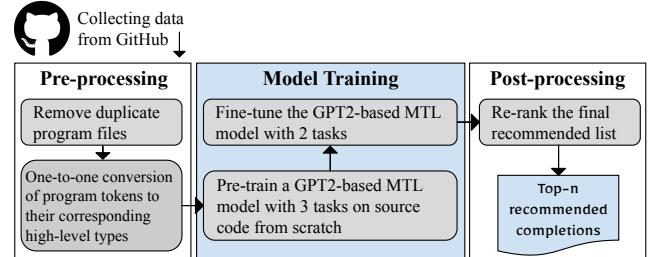 Collecting data
from GitHub
Pre-processing
Remove duplicate
program files
One-to-one conversion
of program tokens to
their corresponding
high-level types
Model Training
Fine-tune the GPT2-based MTL
model with 2 tasks
Pre-train a GPT2-based MTL
model with 3 tasks on source
code from scratch
Post-processing
Re-rank the final
recommended list
Top-n
recommended
completions